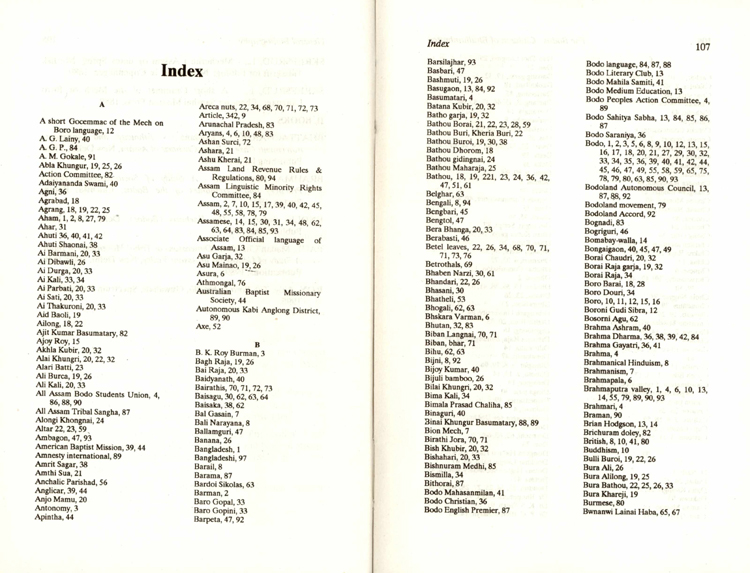 Index
A
A short Gocemmac of the Mech on
Boro language, 12
A. G. Lainy, 40
A. G. P., 84
A. M. Gokale, 91
Abla Khungur, 19, 25, 26
Action Committee, 82
Adaiyananda Swami, 40
Agni, 36
Agrabad, 18
Agrang, 18, 19, 22, 25
Aham, 1, 2, 8, 27, 79
Ahar, 31
Ahuti 36, 40, 41, 42
Ahuti Shaonai, 38
Ai Barmani, 20, 33
Ai Dibawli, 26
Ai Durga, 20, 33
Ai Kali, 33, 34
Ai Parbati, 20, 33
Ai Sati, 20, 33
Ai Thakuroni, 20, 33
Aid Baoli, 19
Ailong, 18, 22
Ajit Kumar Basumatary, 82
Ajoy Roy, 15
Akhla Kubir, 20, 32
Alai Khungri, 20, 22, 32
Alari Batti, 23
Ali Burca, 19, 26
Ali Kali, 20, 33
All Assam Bodo Students Union, 4,
86, 88, 90
All Assam Tribal Sangha, 87
Alongi Khongnai, 24
Altar 22, 23, 59
Ambagon, 47, 93
American Baptist Mission, 39, 44
Amnesty international, 89
Amrit Sagar, 38
Amthi Sua, 21
Anchalic Parishad, 56
Anglicar, 39, 44
Anjo Mamu, 20
Antonomy, 3
Apintha, 44
Areca nuts, 22, 34, 68, 70, 71, 72, 73
Article, 342, 9
Arunachal Pradesh, 83
Aryans, 4, 6, 10, 48, 83
Ashan Surci, 72
Ashara, 21
Ashu Kherai, 21
Assam Land Revenue Rules &
Regulations, 80, 94
Assam Linguistic Minority Rights
Committee, 84
Assam, 2, 7, 10, 15, 17, 39, 40, 42, 45,
48, 55, 58, 78, 79
Assamese, 14, 15, 30, 31, 34, 48, 62,
63, 64, 83, 84, 85, 93
Associate Official language of
Assam, 13
Asu Garja, 32
Asu Mainao, 19, 26
Asura, 6
Athmongal, 76
Australian Baptist Missionary
Society, 44
Autonomous Kabi Anglong District,
89, 90
Axe, 52
B
B. K. Roy Burman, 3
Bagh Raja, 19, 26
Bai Raja, 20, 33
Baidyanath, 40
Bairathis, 70, 71, 72, 73
Baisagu, 30, 62, 63, 64
Baisaka, 38, 62
Bal Gasain, 7
Bali Narayana, 8
Ballamguri, 47
Banana, 26
Bangladesh, 1
Bangladeshi, 97
Barail, 8
Barama, 87
Bardoi Sikolas, 63
Barman, 2
Baro Gopal, 33
Baro Gopini, 33
Barpeta, 47, 92
Index
107
Barsilajhar, 93
Basbari, 47
Bashmuti, 19, 26
Basugaon, 13, 84, 92
Basumatari, 4
Batana Kubir, 20, 32
Batho garja, 19, 32
Bathou Borai, 21, 22, 23, 28, 59
Bathou Buri, Kheria Buri, 22
Bathou Buroi, 19, 30, 38
Bathou Dhorom, 18
Bathou gidingnai, 24
Bathou Maharaja, 25
Bathou, 18, 19, 221, 23, 24, 36, 42,
47, 51, 61
Belghar, 63
Bengali, 8, 94
Bengbari, 45
Bengtol, 47
Bera Bhanga, 20, 33
Berabasti, 46
Betel leaves, 22, 26, 34, 68, 70, 71,
71, 73, 76
Betrothals, 69
Bhaben Narzi, 30, 61
Bhandari, 22, 26
Bhasani, 30
Bhatheli, 53
Bhogali, 62, 63
Bhskara Varman, 6
Bhutan, 32, 83
Biban Langnai, 70, 71
Biban, bhar, 71
Bihu, 62, 63
Bijni, 8, 92
Bijoy Kumar, 40
Bijuli bamboo, 26
Bilai Khungri, 20, 32
Bima Kali, 34
Bimala Prasad Chaliha, 85
Binaguri, 40
Binai Khungur Basumatary, 88, 89
Bion Mech, 7
Birathi Jora, 70, 71
Bish Khubir, 20, 32
Bishahari, 20, 33
Bishnuram Medhi, 85
Bismilla, 34
Bithorai, 87
Bodo Mahasanmilan, 41
Bodo Christian, 36
Bodo English Premier, 87
Bodo language, 84, 87, 88
Bodo Literary Club, 13
Bodo Mahila Samiti, 41
Bodo Medium Education, 13
Bodo Peoples Action Committee, 4,
89
Bodo Sahitya Sabha, 13, 84, 85, 86,
87
Bodo Saraniya, 36
Bodo, 1, 2, 3, 5, 6, 8, 9, 10, 12, 13, 15,
16, 17, 18, 20, 21, 27, 29, 30, 32,
33, 34, 35, 36, 39, 40, 41, 42, 44,
45, 46, 47, 49, 55, 58, 59, 65, 75,
78, 79, 80, 63, 85, 90, 93
Bodoland Autonomous Council, 13,
87, 88, 92
Bodoland movement, 79
Bodoland Accord, 92
Bognadi, 83
Bogriguri, 46
Bomabay-walla, 14
Bongaigaon, 40, 45, 47, 49
Borai Chaudri, 20, 32
Borai Raja garja, 19, 32
Borai Raja, 34
Boro Barai, 18, 28
Boro Douri, 34
Boro, 10, 11, 12, 15, 16
Boroni Gudi Sibra, 12
Bosorni Agu, 62
Brahma Ashram, 40
Brahma Dharma, 36, 38, 39, 42, 84
Brahma Gayatri, 36, 41
Brahma, 4
Brahmanical Hinduism, 8
Brahmanism, 7
Brahmapala, 6
Brahmaputra valley, 1, 4, 6, 10, 13,
14, 55, 79, 89, 90, 93
Brahmari, 4
Braman, 90
Brian Hodgson, 13, 14
Brichuram doley, 82
British, 8, 10, 41, 80
Buddhism, 10
Bulli Buroi, 19, 22, 26
Bura Ali, 26
Bura Alilong, 19, 25
Bura Bathou, 22, 25, 26, 33
Bura Khareji, 19
Burmese, 80
Bwnanwi Lainai Haba, 65, 67